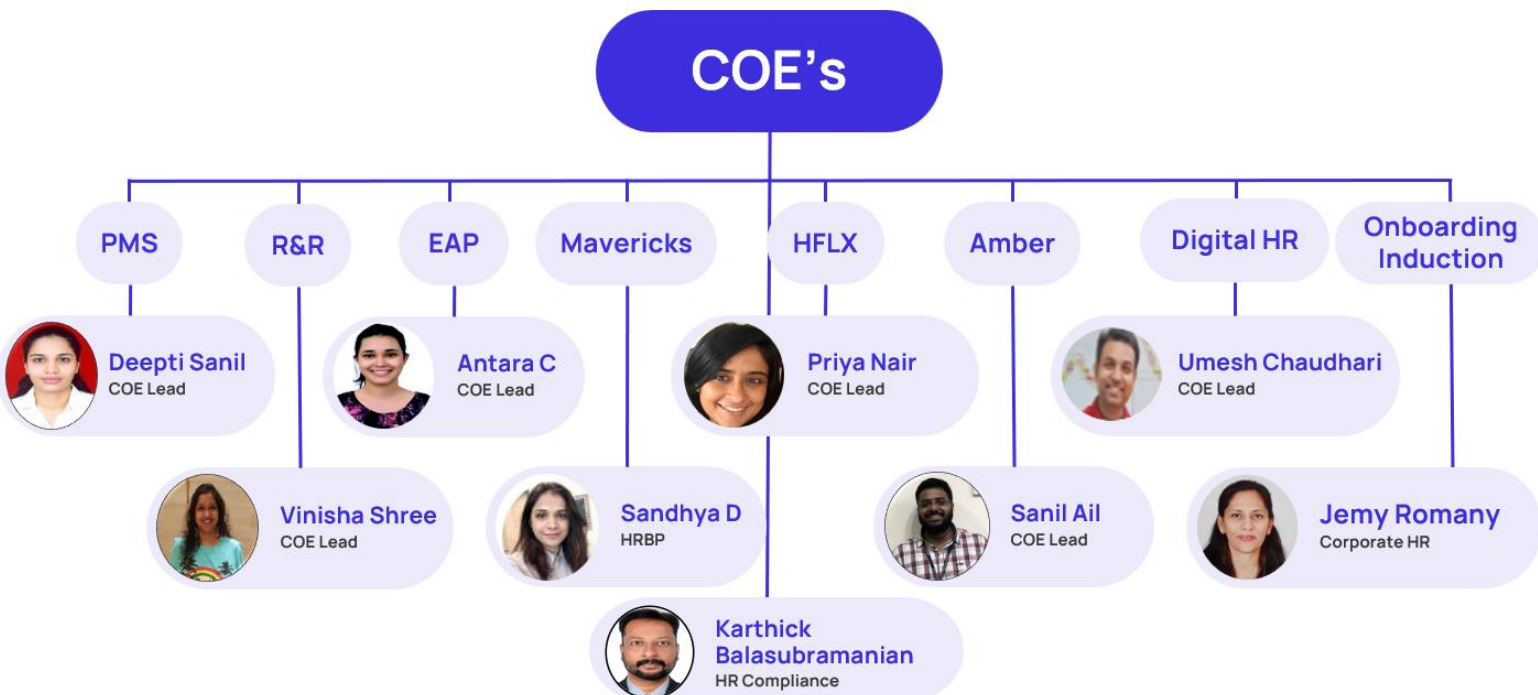 COE's
PMS
R&R
EAP
Mavericks
HFLX
Amber
Digital HR
Onboarding
Induction
Deepti Sanil
COE Lead
Antara C
COE Lead
Priya Nair
COE Lead
Umesh Chaudhari
COE Lead
Vinisha Shree
COE Lead
Sandhya D
HRBP
Sanil Ail
COE Lead
Jemy Romany
Corporate HR
Karthick
Balasubramanian
HR Compliance